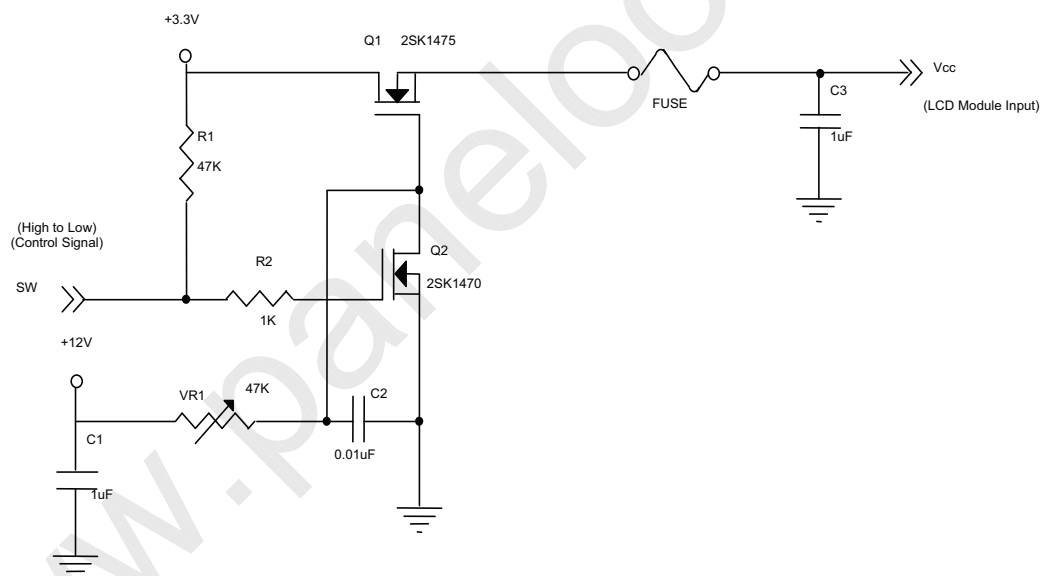 +3.3V
Q1 2SK1475
Vcc
FUSE
C3
(LCD Module Input)
1uF
R1
47K
(High to Low)
(Control Signal)
SW
R2
1K
Q2
2SK1470
+12V
VR1
47K
C2
0.01uF
C1
1uF
w.paneloo